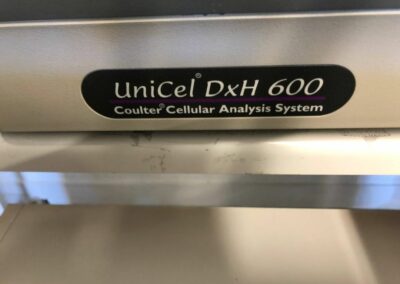 UniCel® DxH 600
Coulter® Cellular Analysis System